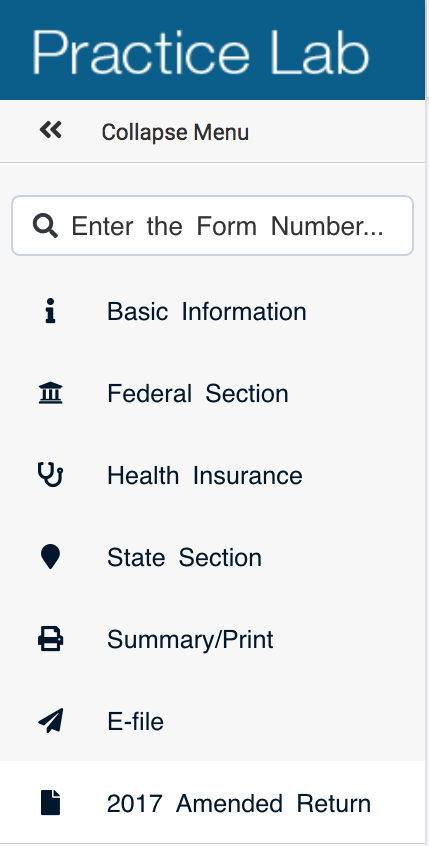 Practice Lab
Collapse Menu
Enter the Form Number...
Basic Information
Federal Section
Health Insurance
State Section
Summary/Print
E-file
2017 Amended Return